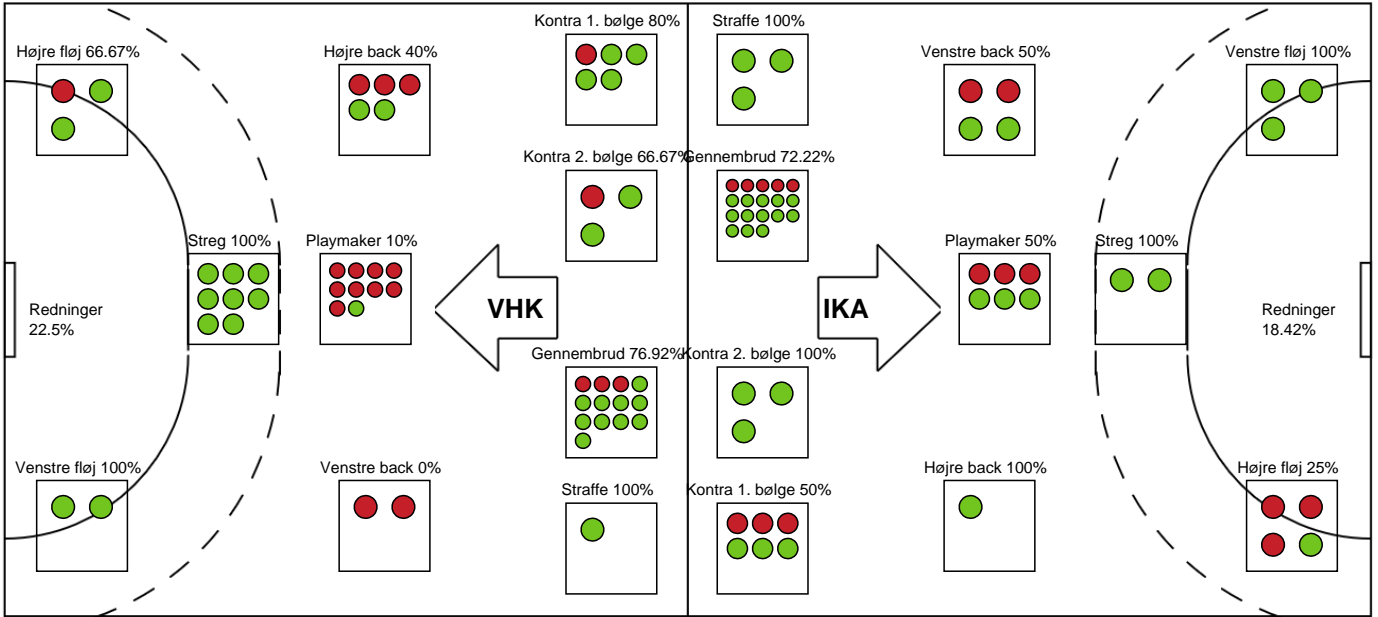 Kontra 1. bølge 80%
Straffe 100%
Højre fløj 66.67%
Højre back 40%
Venstre back 50%
Venstre fløj 100%
Kontra 2. bølge 66.67%
Gennembrud 72.22%
Streg 100%
Playmaker 10%
Playmaker 50%
Streg 100%
Redninger
22.5%
VHK
IKA
Redninger
18.42%
Gennembrud 76.92%
Kontra 2. bølge 100%
Venstre fløj 100%
Venstre back 0%
Højre back 100%
Højre fløj 25%
Straffe 100%
Kontra 1. bølge 50%